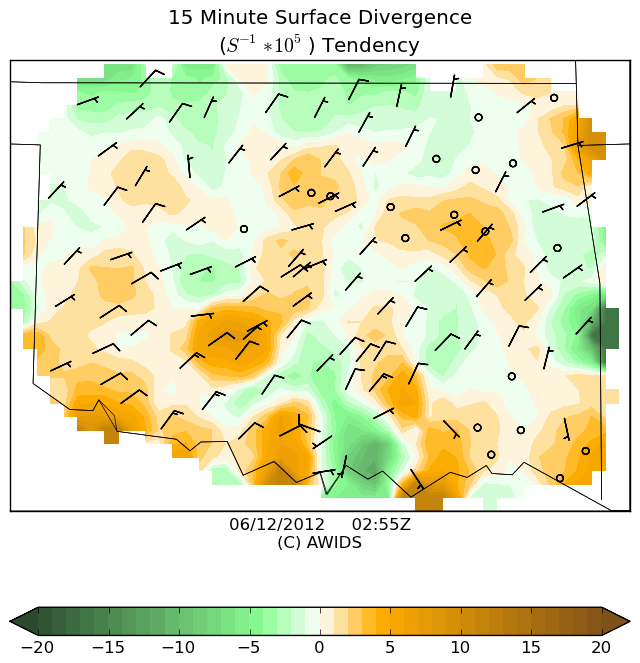 15 Minute Surface Divergence
(S⁻¹ * 10⁵ ) Tendency
06/12/2012 02:55Z
(C) AWIDS
−20 −15 −10 −5 0 5 10 15 20